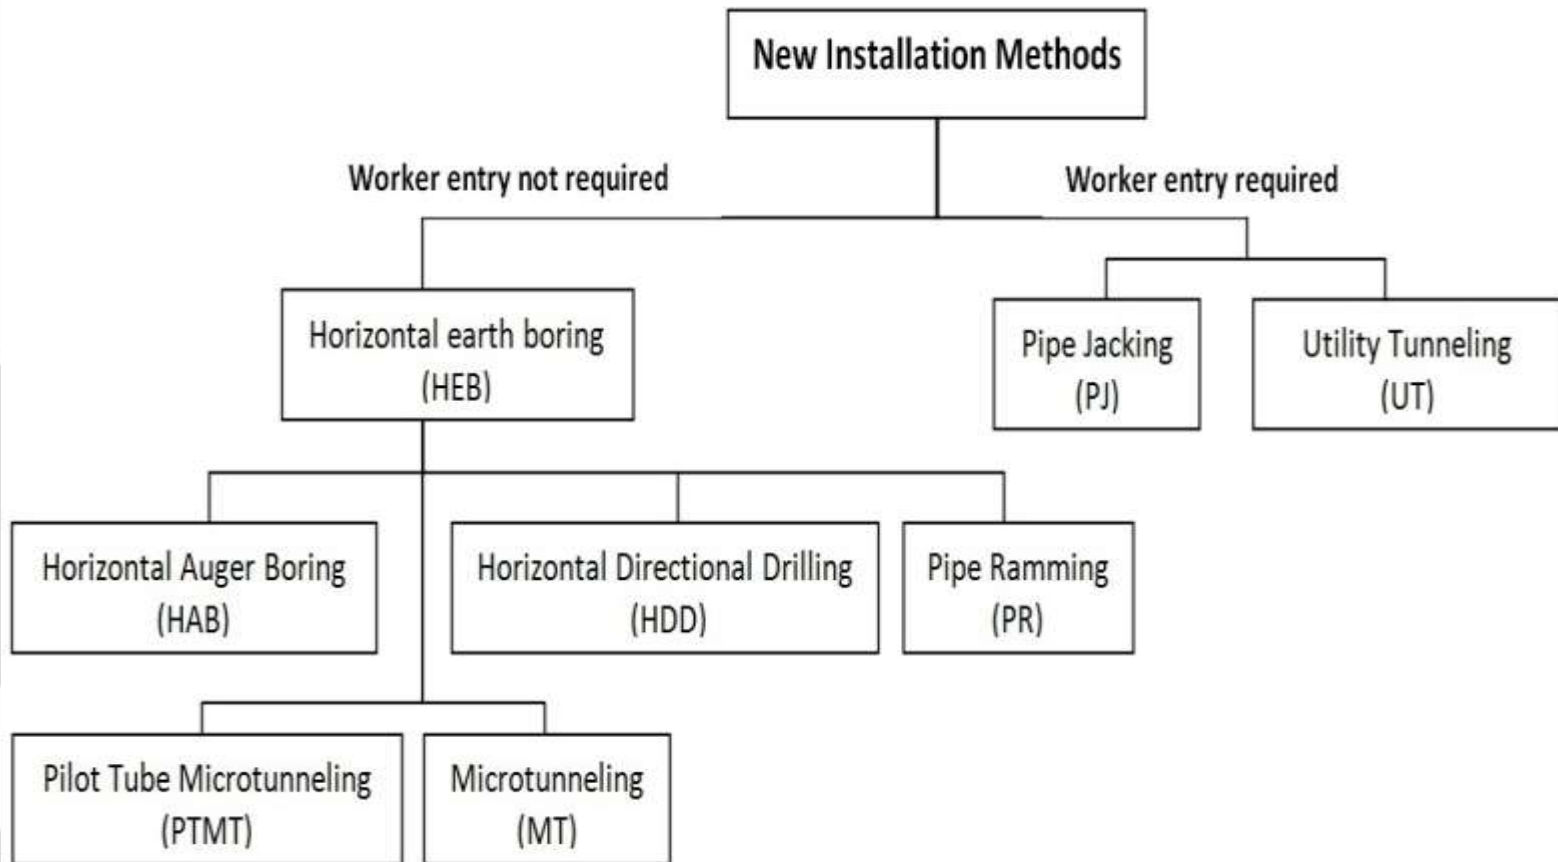 New Installation Methods
Worker entry not required
Worker entry required
Horizontal earth boring
(HEB)
Pipe Jacking
(PJ)
Utility Tunneling
(UT)
Horizontal Auger Boring
(HAB)
Horizontal Directional Drilling
(HDD)
Pipe Ramming
(PR)
Pilot Tube Microtunneling
(PTMT)
Microtunneling
(MT)